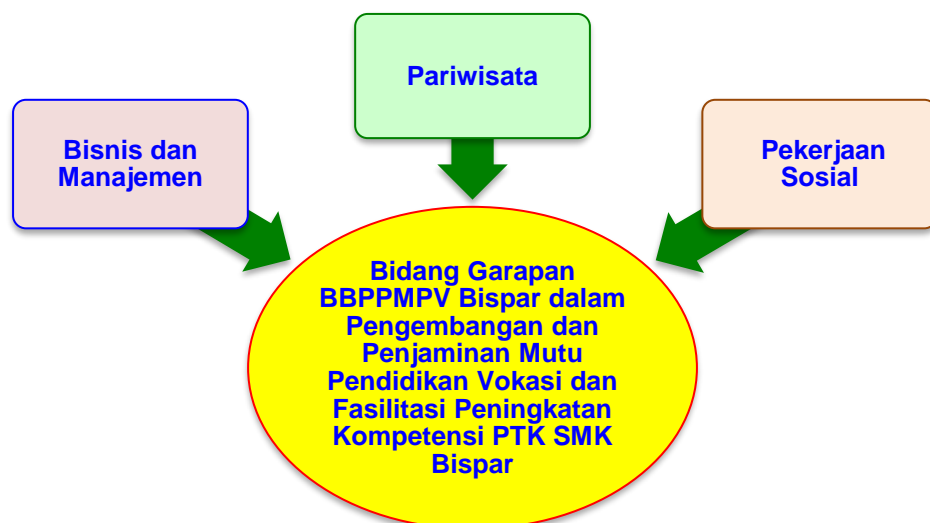 Pariwisata
Bisnis dan
Manajemen
Pekerjaan
Sosial
Bidang Garapan
BBPPMPV Bispar dalam
Pengembangan dan
Penjaminan Mutu
Pendidikan Vokasi dan
Fasilitasi Peningkatan
Kompetensi PTK SMK
Bispar